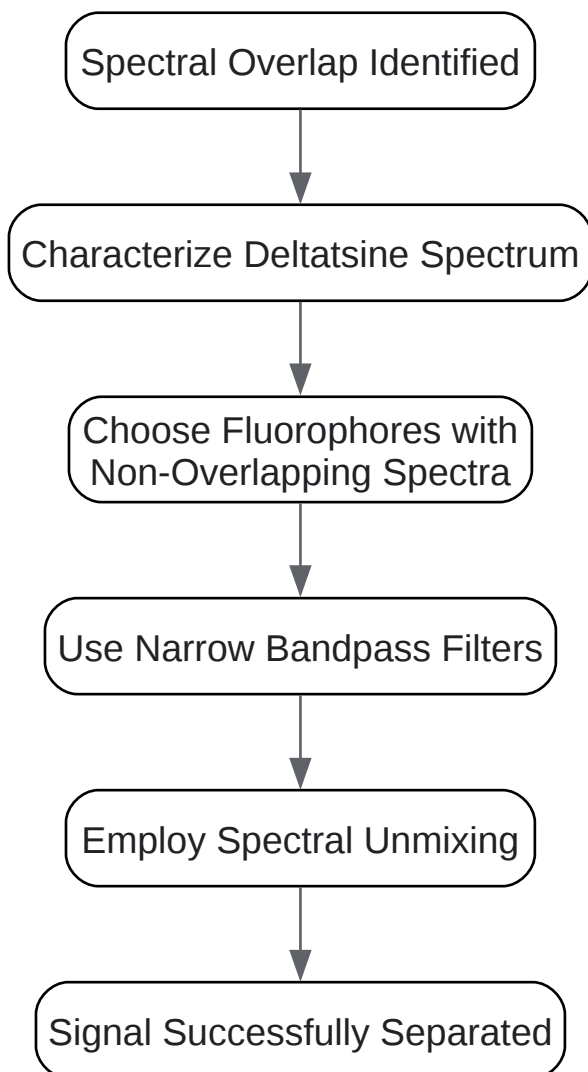 Spectral Overlap Identified
Characterize Deltatsine Spectrum
Choose Fluorophores with
Non-Overlapping Spectra
Use Narrow Bandpass Filters
Employ Spectral Unmixing
Signal Successfully Separated